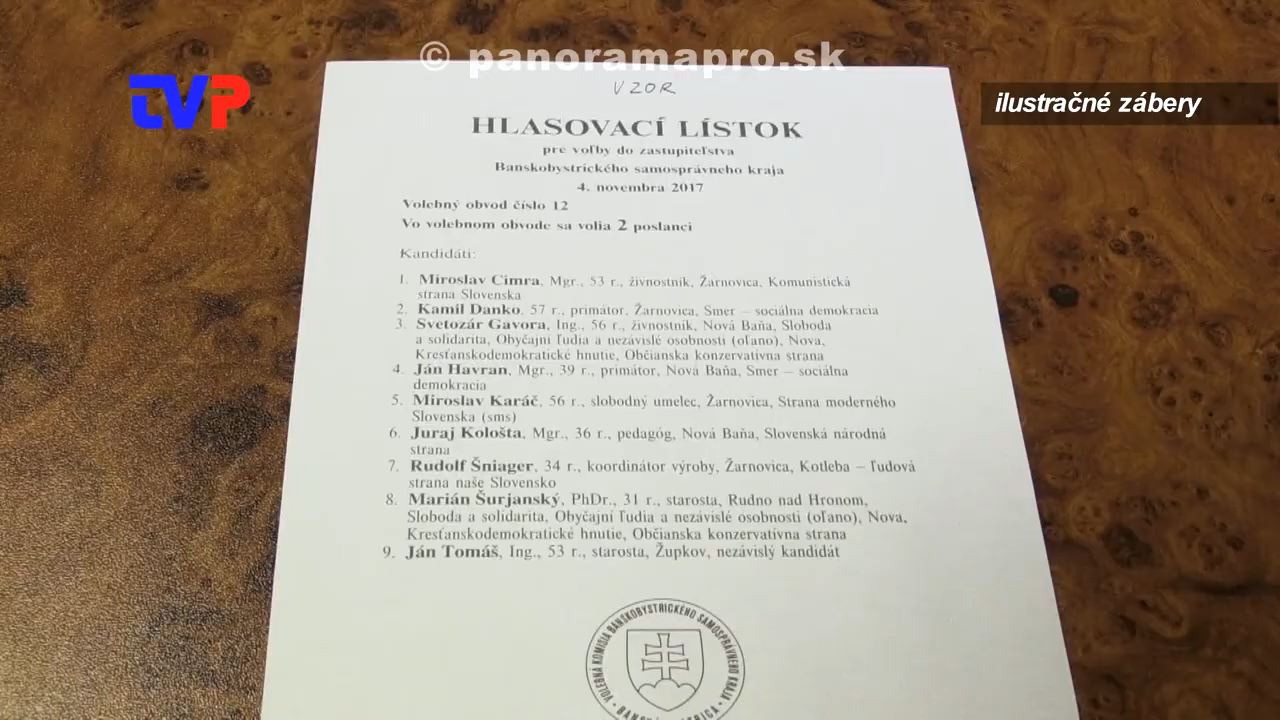 © panoramapro.sk
TVP
ilustračné zábery
VZOR
HLASOVACÍ LÍSTOK
pre voľby do zastupiteľstva
Banskobystrického samosprávneho kraja
4. novembra 2017
Volebný obvod číslo 12
Vo volebnom obvode sa volia 2 poslanci
Kandidáti:
1. Miroslav Cimra, Mgr., 53 r., živnostník, Žarnovica, Komunistická
strana Slovenska
2. Kamil Danko. 57 r., primátor, Žarnovica, Smer – sociálna demokracia
3. Svetozár Gavora, Ing., 56 r., živnostník, Nová Baňa, Sloboda
a solidarita, Obyčajní ľudia a nezávislé osobnosti (oľano), Nova,
Kresťanskodemokratické hnutie, Občianska konzervatívna strana
4. Ján Havran, Mgr., 39 r., primátor, Nová Baňa, Smer – sociálna
demokracia
5. Miroslav Karáč, 56 r., slobodný umelec, Žarnovica, Strana moderného
Slovenska (sms)
6. Juraj Kološta, Mgr., 36 r., pedagóg, Nová Baňa, Slovenská národná
strana
7. Rudolf Šniager, 34 r., koordinátor výroby, Žarnovica, Kotleba – ľudová
strana naše Slovensko
8. Marián Šurjanský, PhDr., 31 r., starosta, Rudno nad Hronom,
Sloboda a solidarita, Obyčajní ľudia a nezávislé osobnosti (oľano), Nova,
Kresťanskodemokratické hnutie, Občianska konzervatívna strana
9. Ján Tomáš, Ing., 53 r., starosta, Župkov, nezávislý kandidát
VOLEBNÁ KOMISIA BANSKOBYSTRICKÉHO SAMOSPRÁVNEHO KRAJA